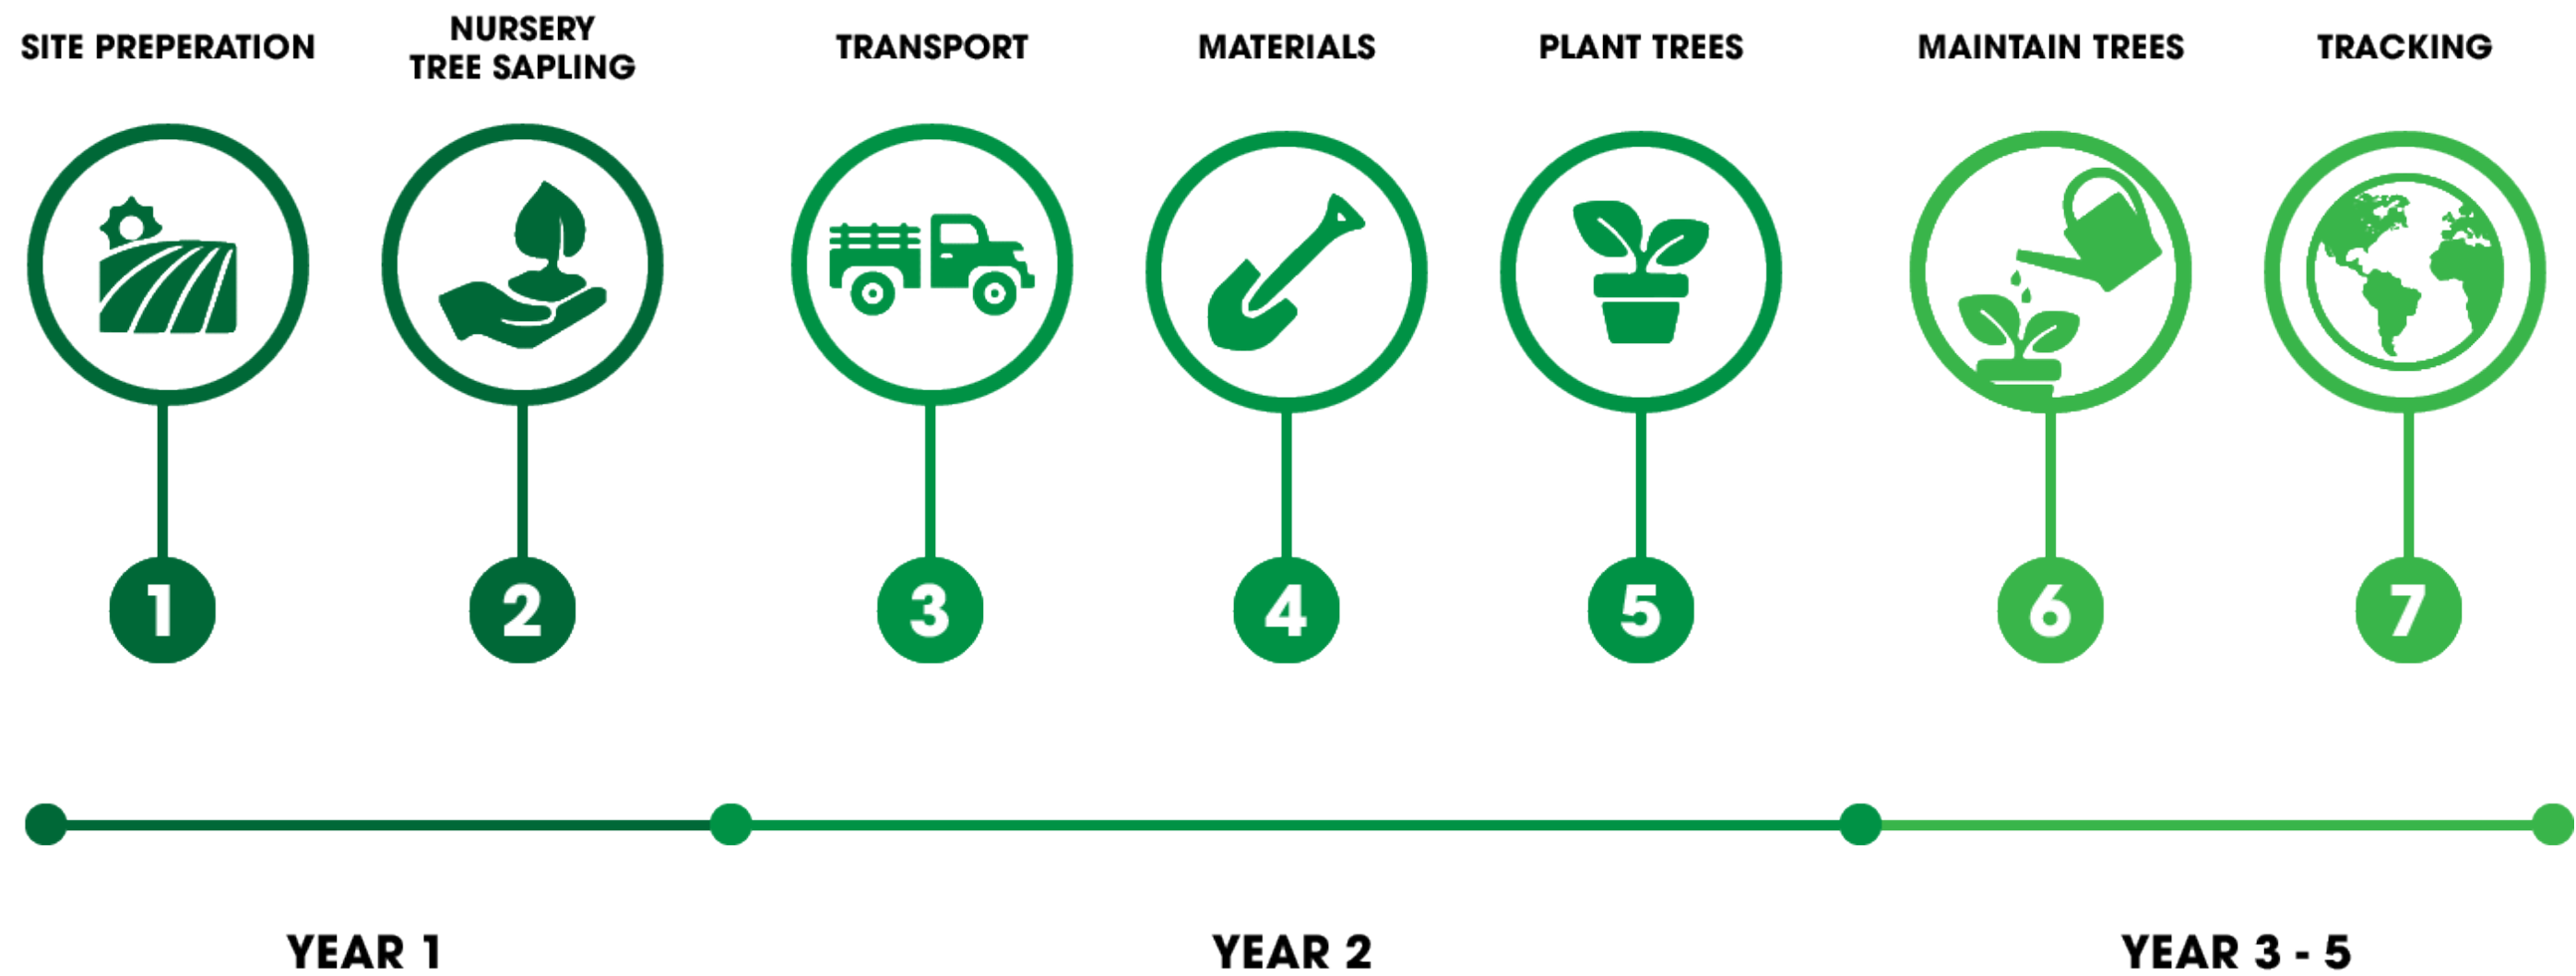 SITE PREPERATION
NURSERY
TREE SAPLING
TRANSPORT
MATERIALS
PLANT TREES
MAINTAIN TREES
TRACKING
1
2
3
4
5
6
7
YEAR 1
YEAR 2
YEAR 3 - 5